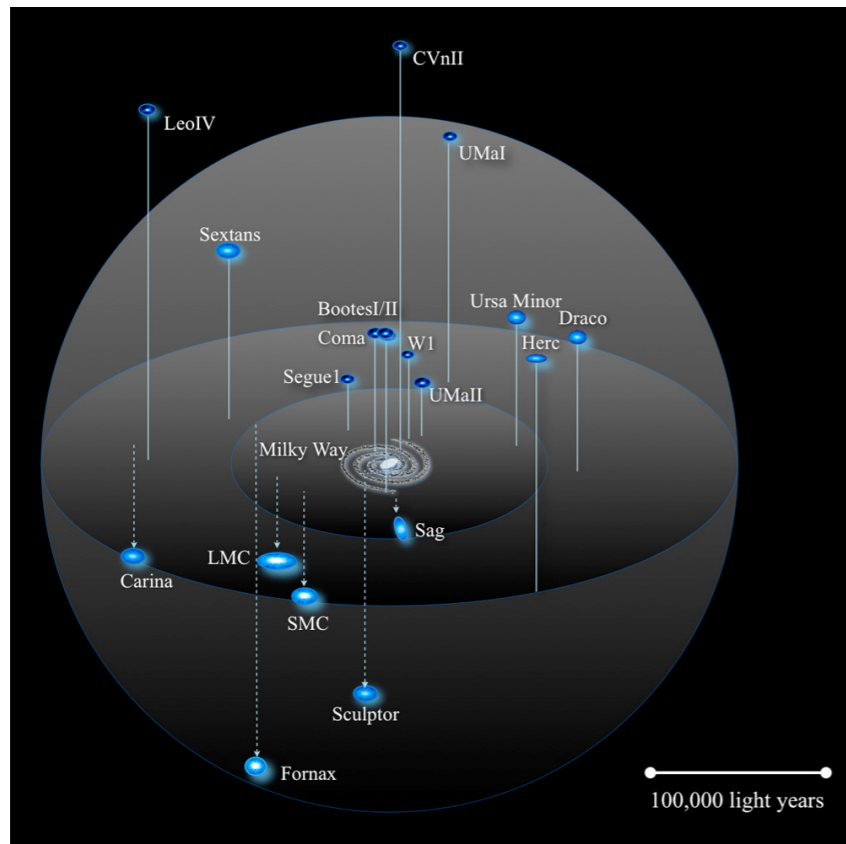 CVnII
LeoIV
UMaI
Sextans
BootesI/II
Ursa Minor
Draco
Coma
W1
Herc
Segue1
UMaII
Milky Way
Sag
LMC
Carina
SMC
Sculptor
Fornax
100,000 light years